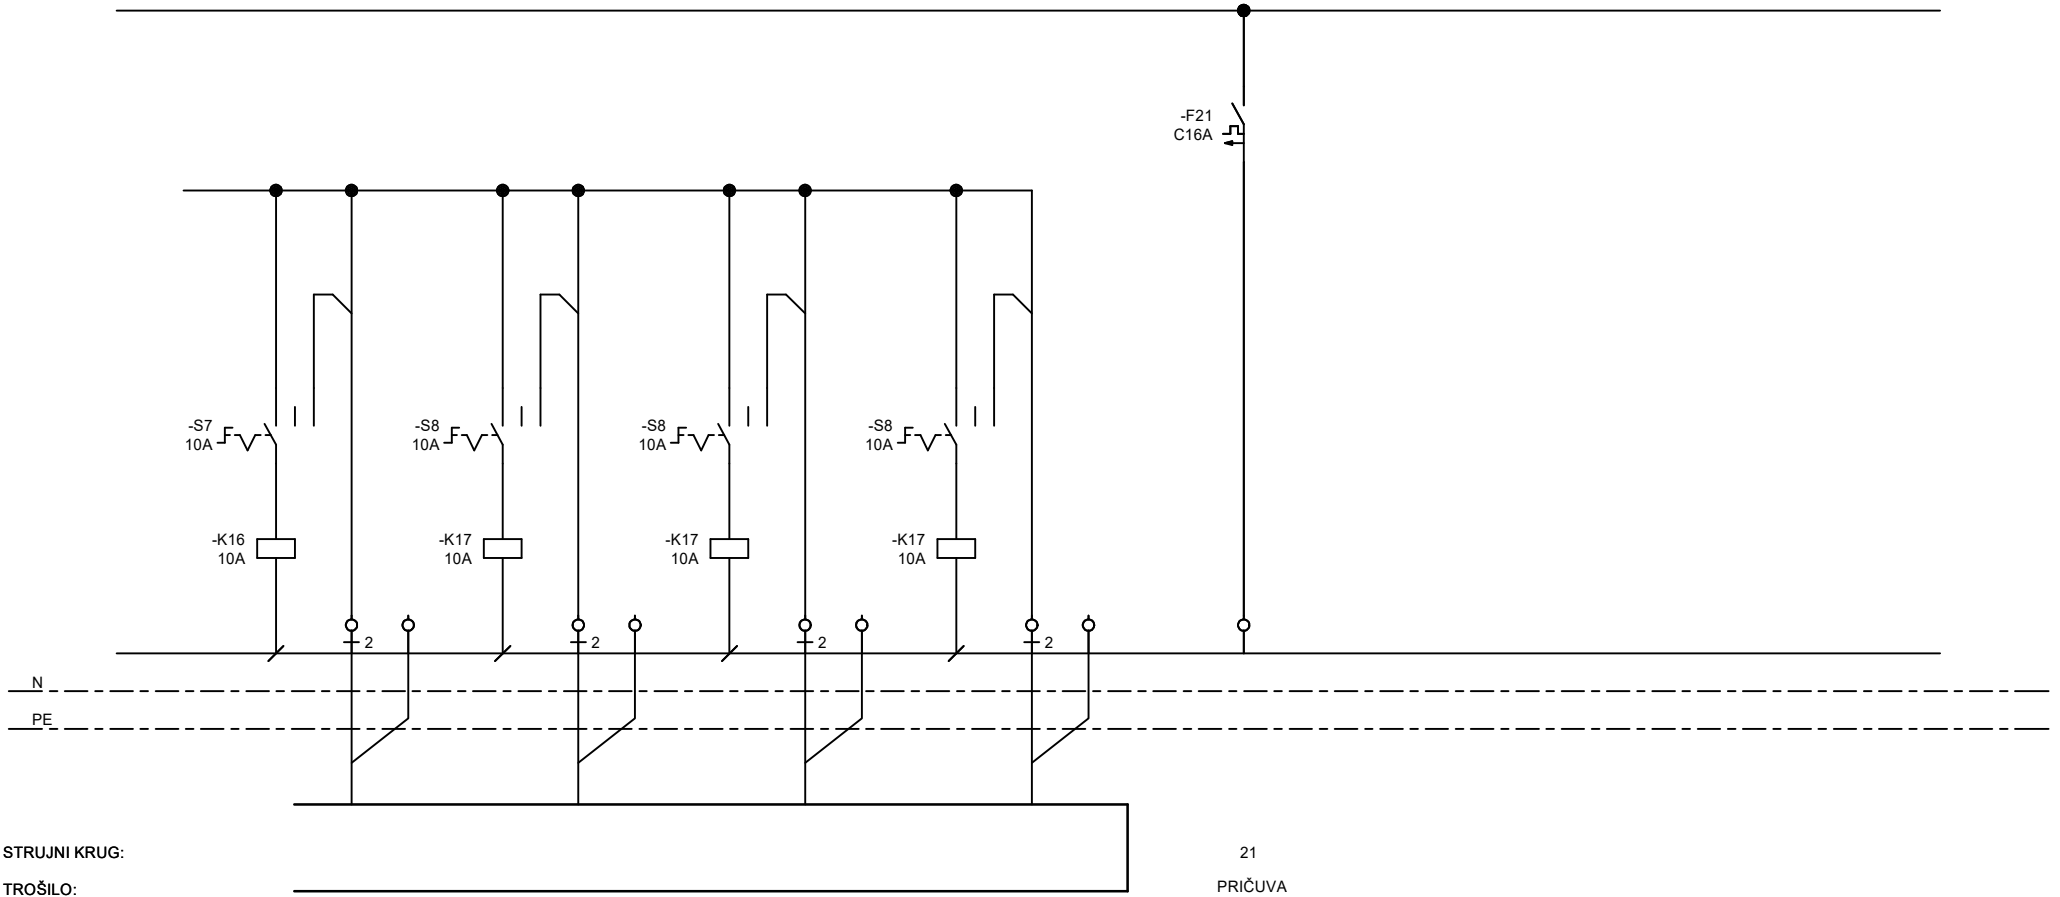 -F21
C16A
-S7
10A
-S8
10A
-S8
10A
-S8
10A
-K16
10A
-K17
10A
-K17
10A
-K17
10A
2
2
2
2
N
PE
STRUJNI KRUG:
21
TROŠILO:
PRIČUVA